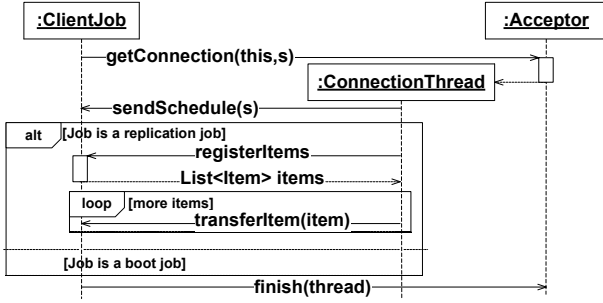 :ClientJob
:Acceptor
getConnection(this,s)
:ConnectionThread
sendSchedule(s)
alt
[Job is a replication job]
registerItems
List<Item> items
loop
[more items]
transferItem(item)
[Job is a boot job]
finish(thread)